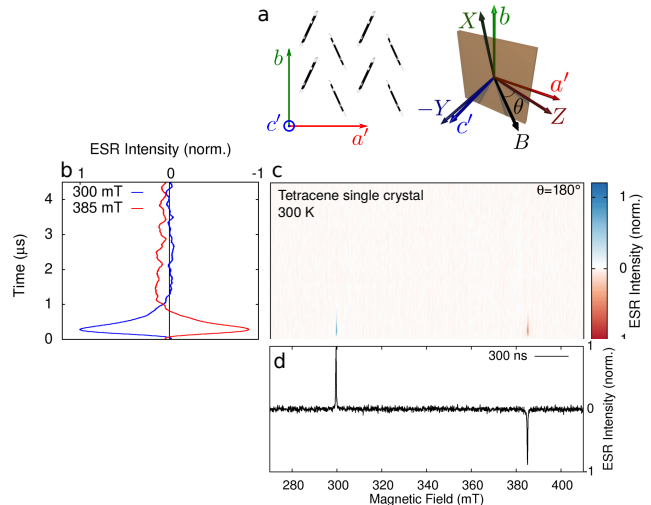 a
b
c′
a′
X
b
a′
θ
Z
−Y
c′
B
ESR Intensity (norm.)
b
1 0 -1
300 mT
385 mT
4
3
2
1
0
Time (µs)
c
Tetracene single crystal
300 K
θ=180°
1
0
1
ESR Intensity (norm.)
d
300 ns
1
0
1
ESR Intensity (norm.)
280 300 320 340 360 380 400
Magnetic Field (mT)